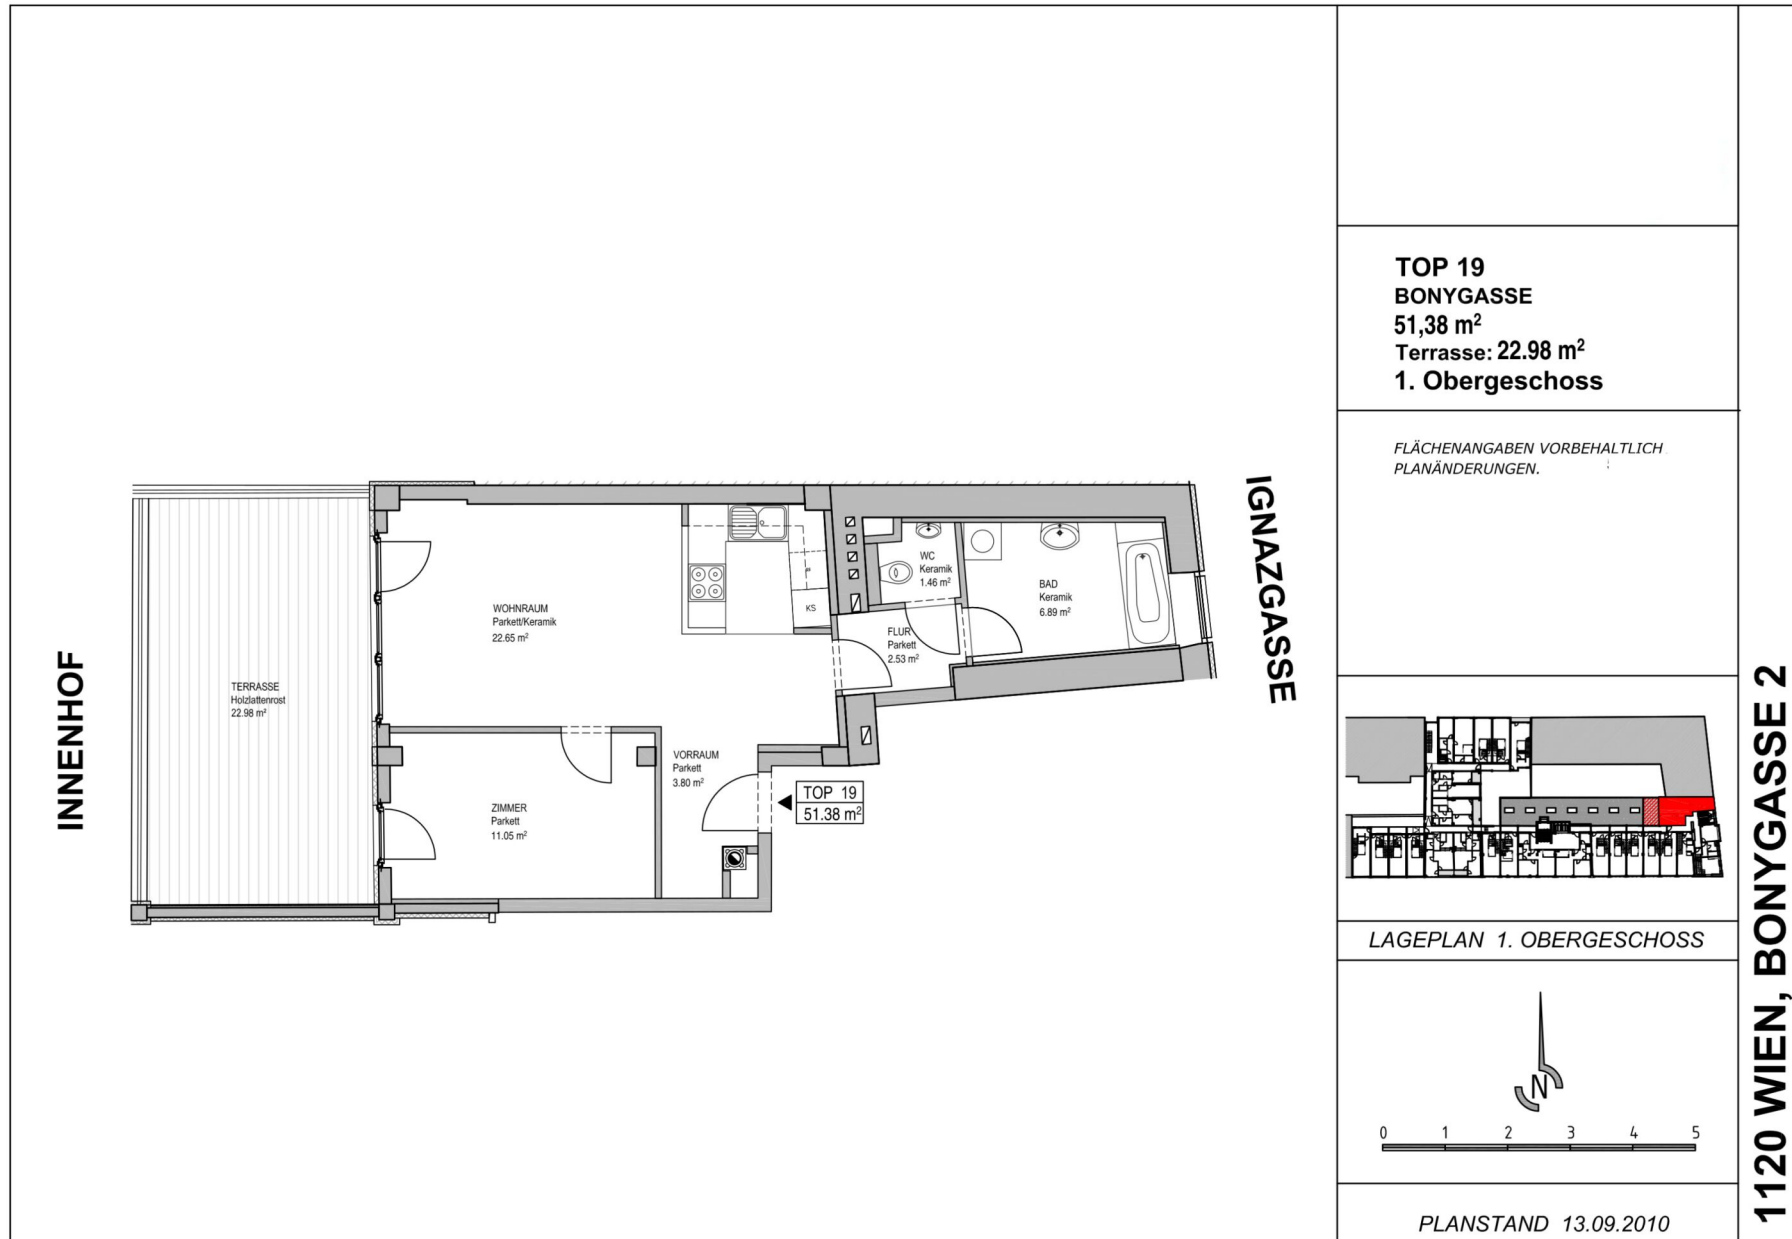 INNENHOF
TERRASSE
Holzlattenrost
22.98 m²
WOHNRAUM
Parkett/Keramik
22.65 m²
KS
WC
Keramik
1.46 m²
BAD
Keramik
6.89 m²
FLUR
Parkett
2.53 m²
VORRAUM
Parkett
3.80 m²
ZIMMER
Parkett
11.05 m²
TOP 19
51.38 m²
IGNAZGASSE
TOP 19
BONYGASSE
51,38 m²
Terrasse: 22.98 m²
1. Obergeschoss
FLÄCHENANGABEN VORBEHALTLICH
PLANÄNDERUNGEN.
LAGEPLAN 1. OBERGESCHOSS
N
0 1 2 3 4 5
PLANSTAND 13.09.2010
1120 WIEN, BONYGASSE 2